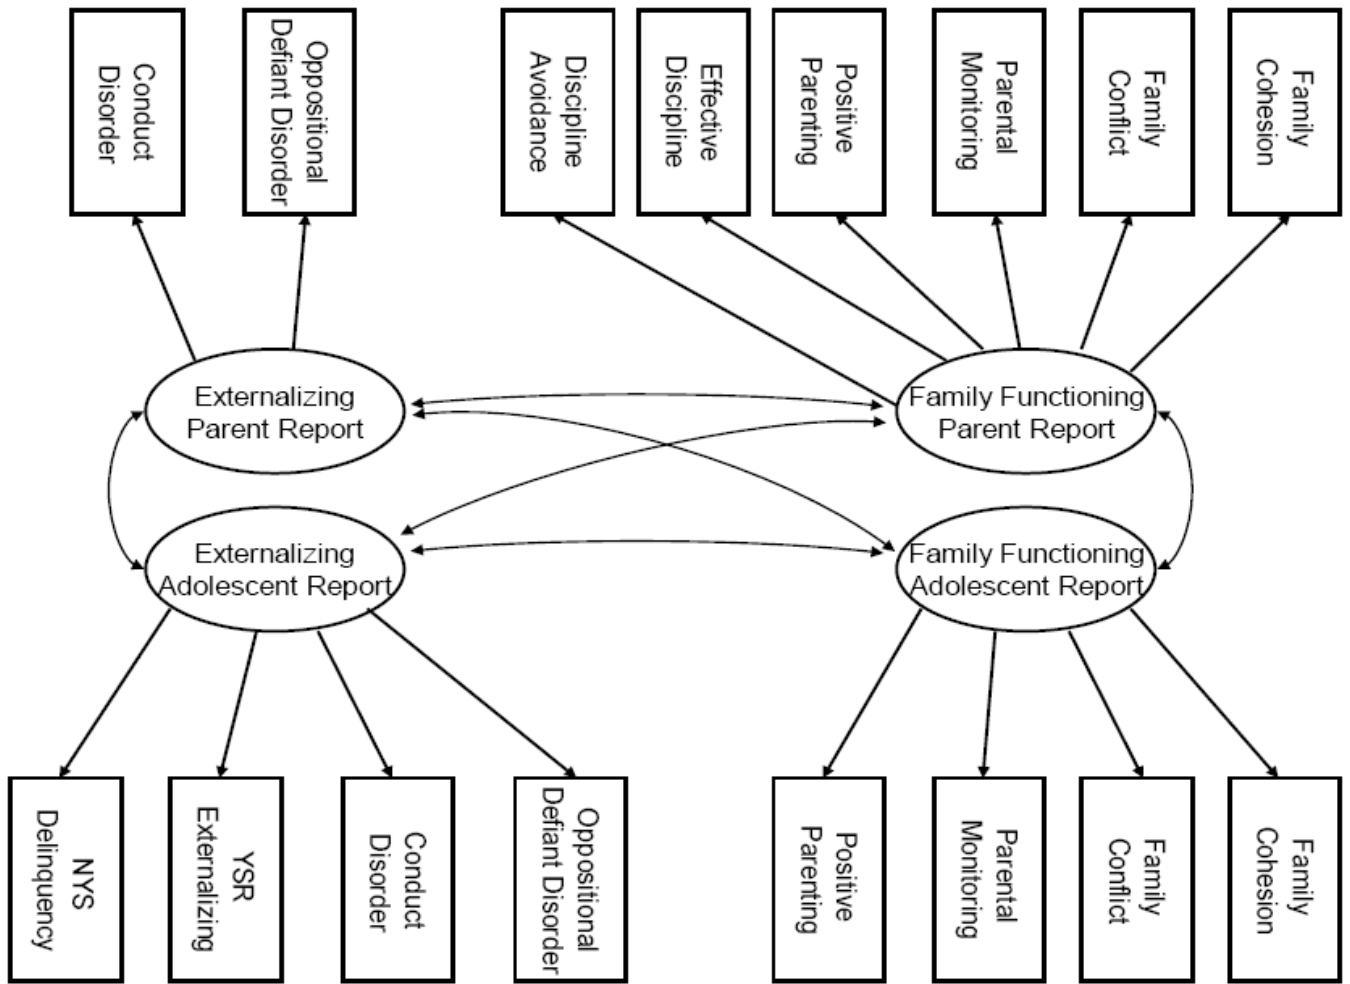 Conduct
Disorder
Oppositional
Defiant Disorder
Discipline
Avoidance
Effective
Discipline
Positive
Parenting
Parental
Monitoring
Family
Conflict
Family
Cohesion
Externalizing
Parent Report
Family Functioning
Parent Report
Externalizing
Adolescent Report
Family Functioning
Adolescent Report
NYS
Delinquency
YSR
Externalizing
Conduct
Disorder
Oppositional
Defiant Disorder
Positive
Parenting
Parental
Monitoring
Family
Conflict
Family
Cohesion